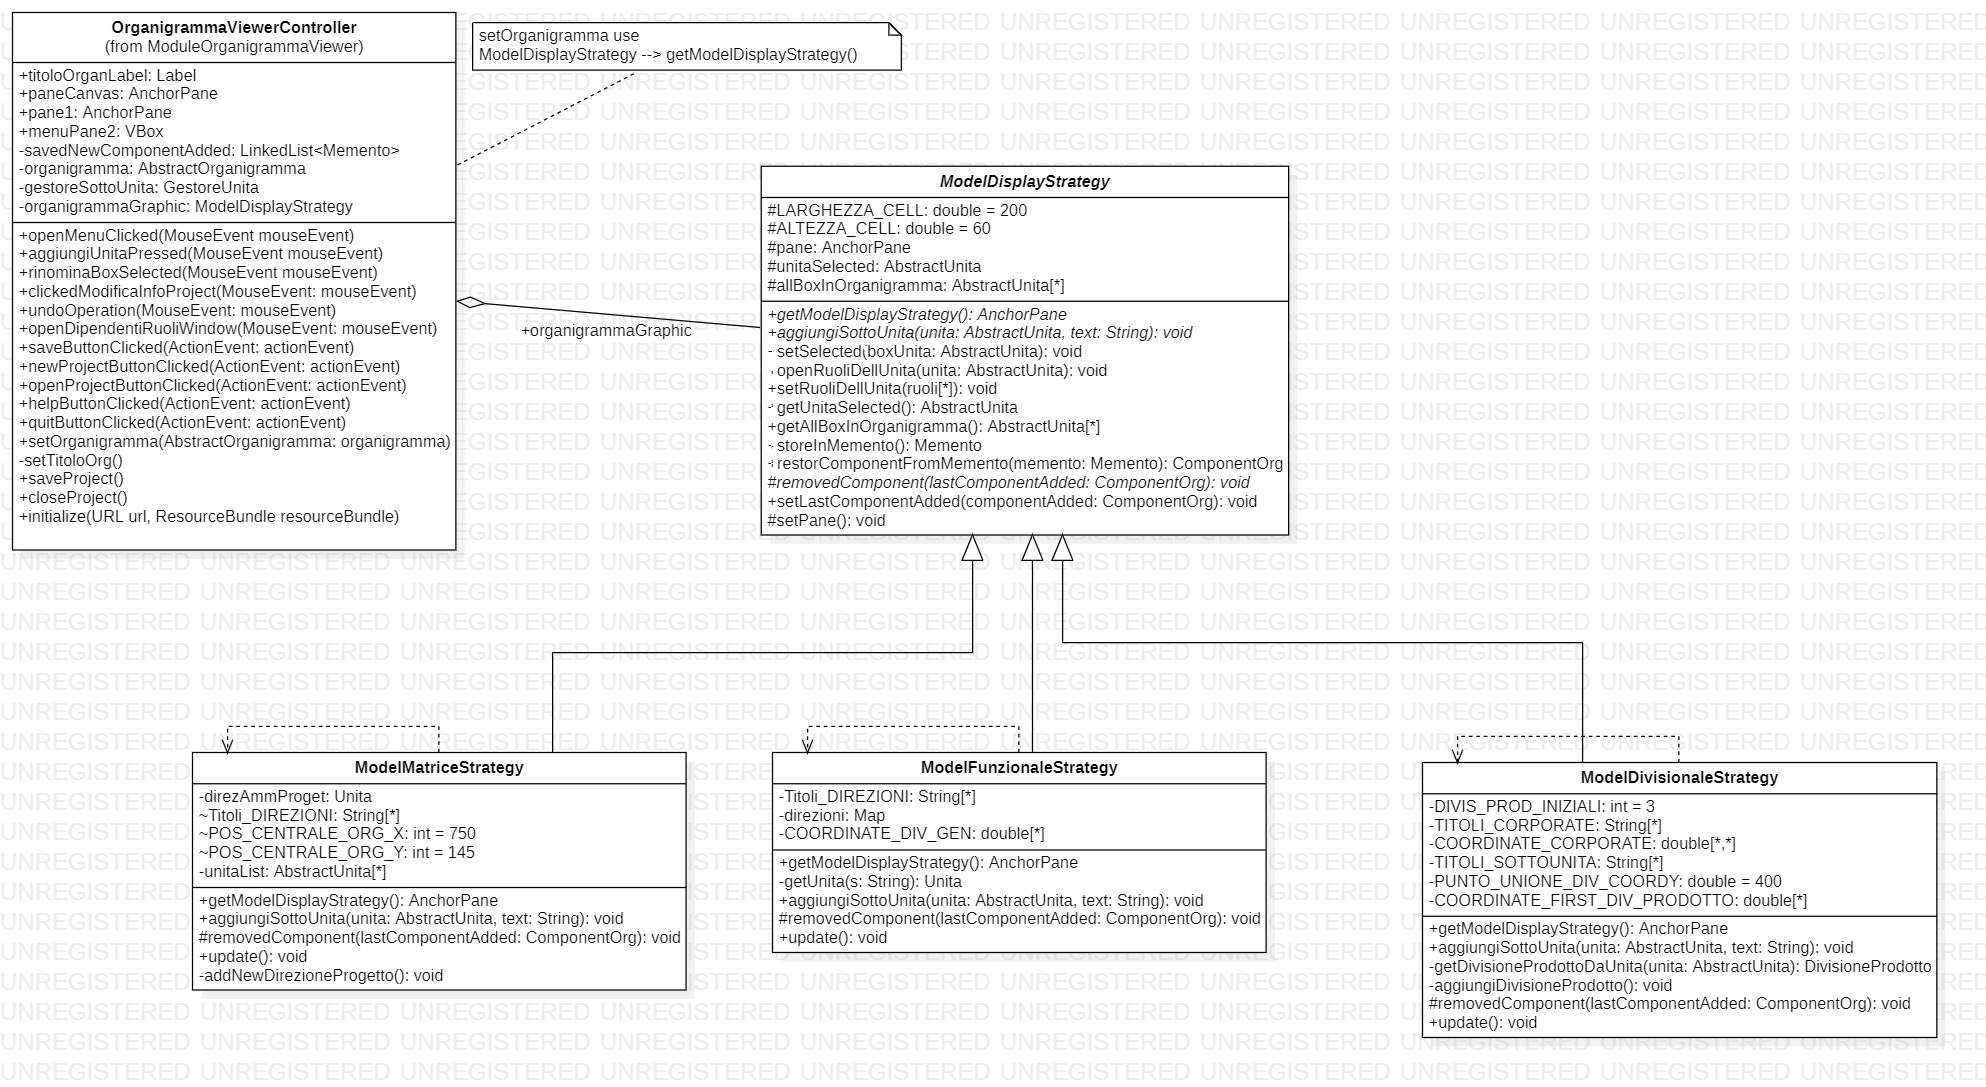 OrganigrammaViewerController
(from ModuleOrganigrammaViewer)
+titoloOrganLabel: Label
+paneCanvas: AnchorPane
+pane1: AnchorPane
+menuPane2: VBox
-savedNewComponentAdded: LinkedList<Memento>
-organigramma: AbstractOrganigramma
-gestoreSottoUnita: GestoreUnita
-organigrammaGraphic: ModelDisplayStrategy
+openMenuClicked(MouseEvent mouseEvent)
+aggiungiUnitaPressed(MouseEvent mouseEvent)
+rinominaBoxSelected(MouseEvent mouseEvent)
+clickedModificaInfoProject(MouseEvent: mouseEvent)
+undoOperation(MouseEvent: mouseEvent)
+openDipendentiRuoliWindow(MouseEvent: mouseEvent)
+saveButtonClicked(ActionEvent: actionEvent)
+newProjectButtonClicked(ActionEvent: actionEvent)
+openProjectButtonClicked(ActionEvent: actionEvent)
+helpButtonClicked(ActionEvent: actionEvent)
+quitButtonClicked(ActionEvent: actionEvent)
+setOrganigramma(AbstractOrganigramma: organigramma)
-setTitoloOrg()
+saveProject()
+closeProject()
+initialize(URL url, ResourceBundle resourceBundle)
setOrganigramma use
ModelDisplayStrategy --> getModelDisplayStrategy()
+organigrammaGraphic
ModelDisplayStrategy
#LARGHEZZA_CELL: double = 200
#ALTEZZA_CELL: double = 60
#pane: AnchorPane
#unitaSelected: AbstractUnita
#allBoxInOrganigramma: AbstractUnita[*]
+getModelDisplayStrategy(): AnchorPane
+aggiungiSottoUnita(unita: AbstractUnita, text: String): void
setSelected(boxUnita: AbstractUnita): void
openRuoliDellUnita(unita: AbstractUnita): void
+setRuoliDellUnita(ruoli[*]): void
getUnitaSelected(): AbstractUnita
+getAllBoxInOrganigramma(): AbstractUnita[*]
storeInMemento(): Memento
restorComponentFromMemento(memento: Memento): ComponentOrg
#removedComponent(lastComponentAdded: ComponentOrg): void
+setLastComponentAdded(componentAdded: ComponentOrg): void
#setPane(): void
ModelMatriceStrategy
-direzAmmProget: Unita
~Titoli_DIREZIONI: String[*]
~POS_CENTRALE_ORG_X: int = 750
~POS_CENTRALE_ORG_Y: int = 145
-unitaList: AbstractUnita[*]
+getModelDisplayStrategy(): AnchorPane
+aggiungiSottoUnita(unita: AbstractUnita, text: String): void
#removedComponent(lastComponentAdded: ComponentOrg): void
+update(): void
-addNewDirezioneProgetto(): void
ModelFunzionaleStrategy
-Titoli_DIREZIONI: String[*]
-direzioni: Map
-COORDINATE_DIV_GEN: double[*]
+getModelDisplayStrategy(): AnchorPane
-getUnita(s: String): Unita
+aggiungiSottoUnita(unita: AbstractUnita, text: String): void
#removedComponent(lastComponentAdded: ComponentOrg): void
+update(): void
ModelDivisionaleStrategy
-DIVIS_PROD_INIZIALI: int = 3
-TITOLI_CORPORATE: String[*]
-COORDINATE_CORPORATE: double[*,*]
-TITOLI_SOTTOUNITA: String[*]
-PUNTO_UNIONE_DIV_COORDY: double = 400
-COORDINATE_FIRST_DIV_PRODOTTO: double[*]
+getModelDisplayStrategy(): AnchorPane
+aggiungiSottoUnita(unita: AbstractUnita, text: String): void
-getDivisioneProdottoDaUnita(unita: AbstractUnita): DivisioneProdotto
-aggiungiDivisioneProdotto(): void
#removedComponent(lastComponentAdded: ComponentOrg): void
+update(): void